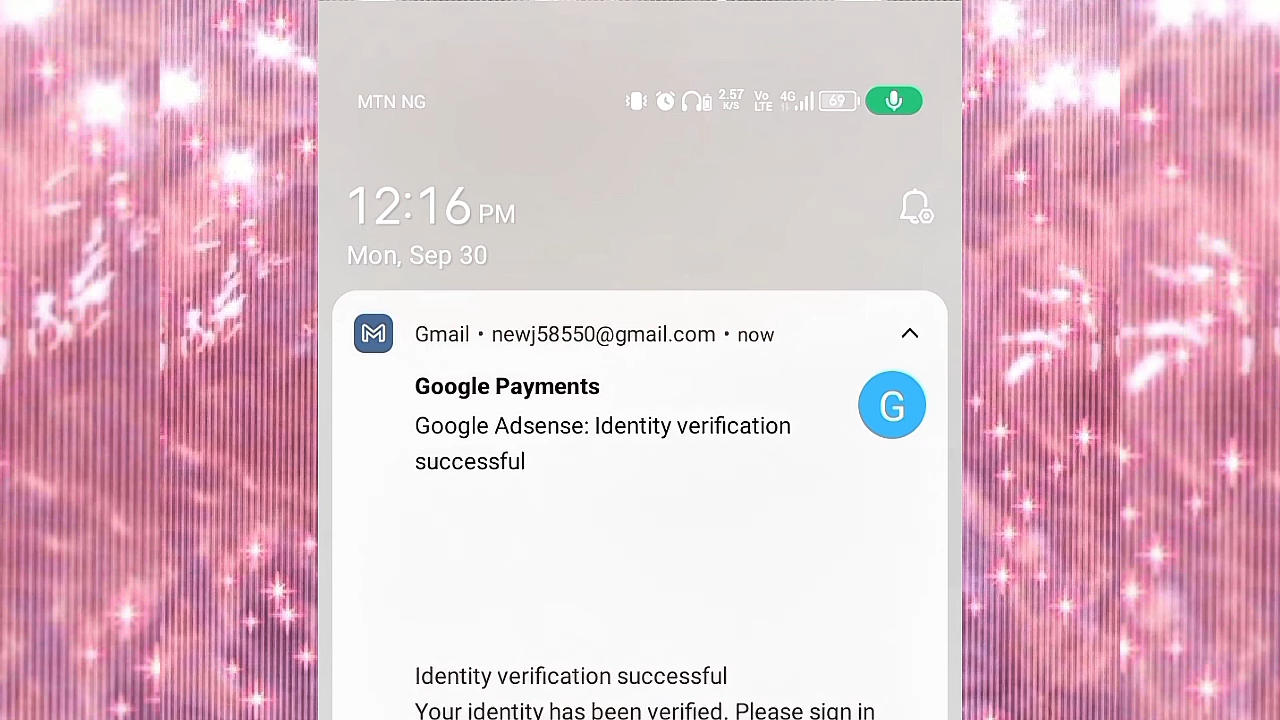 MTN NG 2.57 K/S Vo LTE 4G 69
12:16 PM
Mon, Sep 30
Gmail • newj58550@gmail.com • now
Google Payments
G
Google Adsense: Identity verification
successful
Identity verification successful
Your identity has been verified. Please sign in